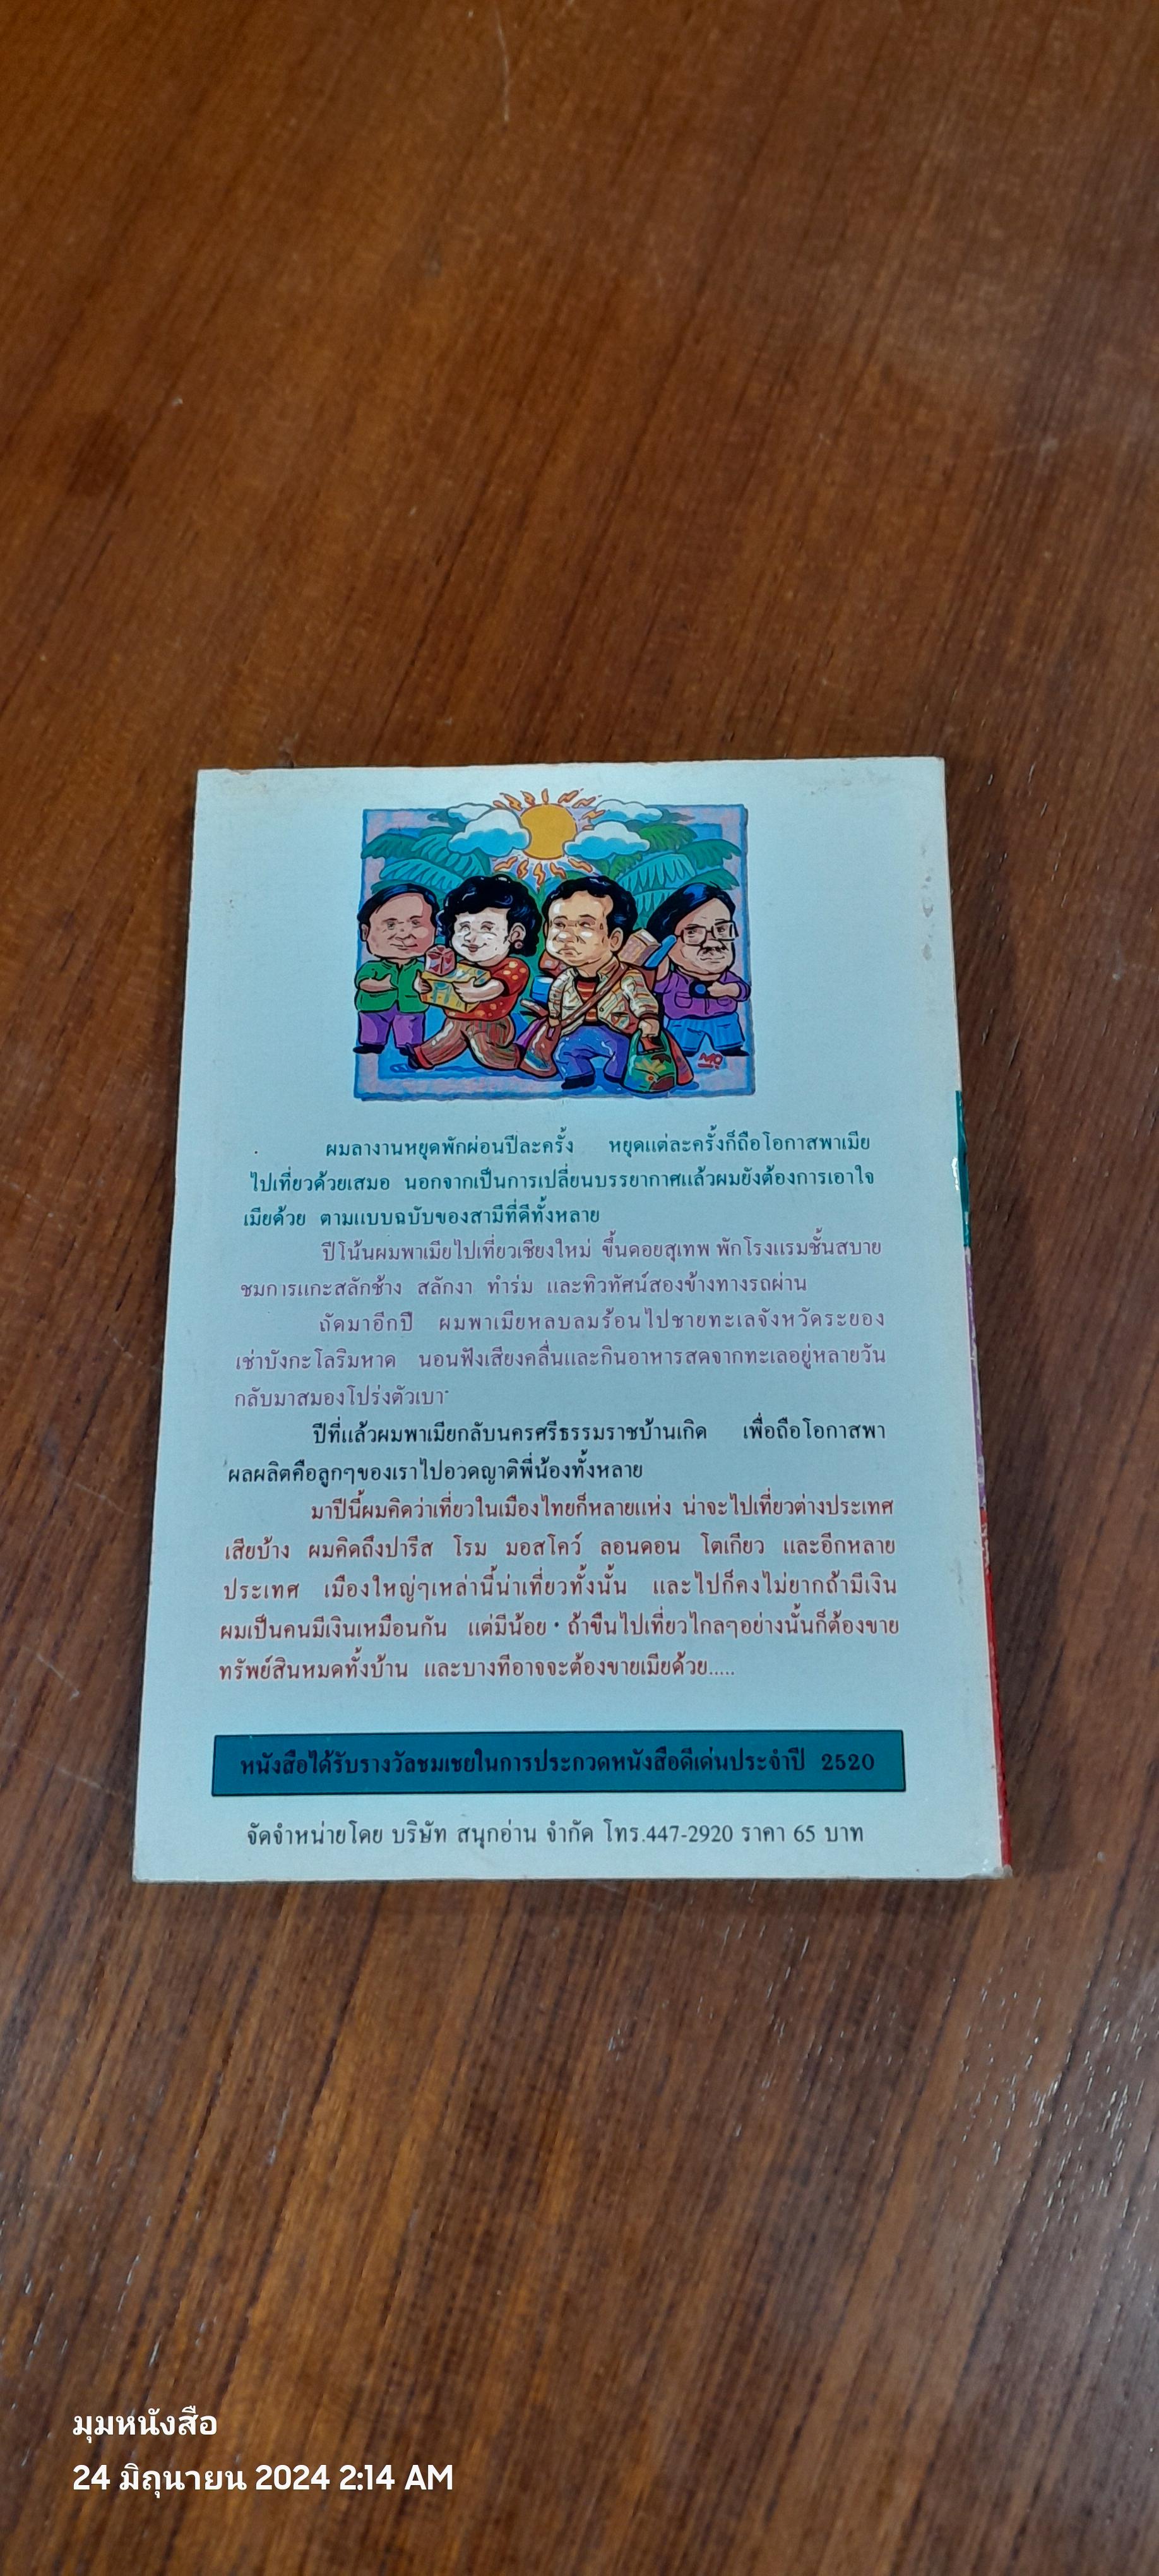 MO
ผมลางานหยุดพักผ่อนปีละครั้ง หยุดแต่ละครั้งก็ถือโอกาสพาเมีย
ไปเที่ยวด้วยเสมอ นอกจากเป็นการเปลี่ยนบรรยากาศแล้วผมยังต้องการเอาใจ
เมียด้วย ตามแบบฉบับของสามีที่ดีทั้งหลาย
ปีโน้นผมพาเมียไปเที่ยวเชียงใหม่ ขึ้นดอยสุเทพ พักโรงแรมชั้นสบาย
ชมการแกะสลักช้าง สลักงา ทำร่ม และทิวทัศน์สองข้างทางรถผ่าน
ถัดมาอีกปี ผมพาเมียหลบลมร้อนไปชายทะเลจังหวัดระยอง
เช่าบังกะโลริมหาด นอนฟังเสียงคลื่นและกินอาหารสดจากทะเลอยู่หลายวัน
กลับมาสมองโปร่งตัวเบา
ปีที่แล้วผมพาเมียกลับนครศรีธรรมราชบ้านเกิด เพื่อถือโอกาสพา
ผลผลิตคือลูกๆของเราไปอวดญาติพี่น้องทั้งหลาย
มาปีนี้ผมคิดว่าเที่ยวในเมืองไทยก็หลายแห่ง น่าจะไปเที่ยวต่างประเทศ
เสียบ้าง ผมคิดถึงปารีส โรม มอสโคว์ ลอนดอน โตเกียว และอีกหลาย
ประเทศ เมืองใหญ่ๆเหล่านี้น่าเที่ยวทั้งนั้น และไปก็คงไม่ยากถ้ามีเงิน
ผมเป็นคนมีเงินเหมือนกัน แต่มีน้อย ถ้าขืนไปเที่ยวไกลๆอย่างนั้นก็ต้องขาย
ทรัพย์สินหมดทั้งบ้าน และบางทีอาจจะต้องขายเมียด้วย.....
หนังสือได้รับรางวัลชมเชยในการประกวดหนังสือดีเด่นประจำปี 2520
จัดจำหน่ายโดย บริษัท สนุกอ่าน จำกัด โทร.447-2920 ราคา 65 บาท
มุมหนังสือ
24 มิถุนายน 2024 2:14 AM